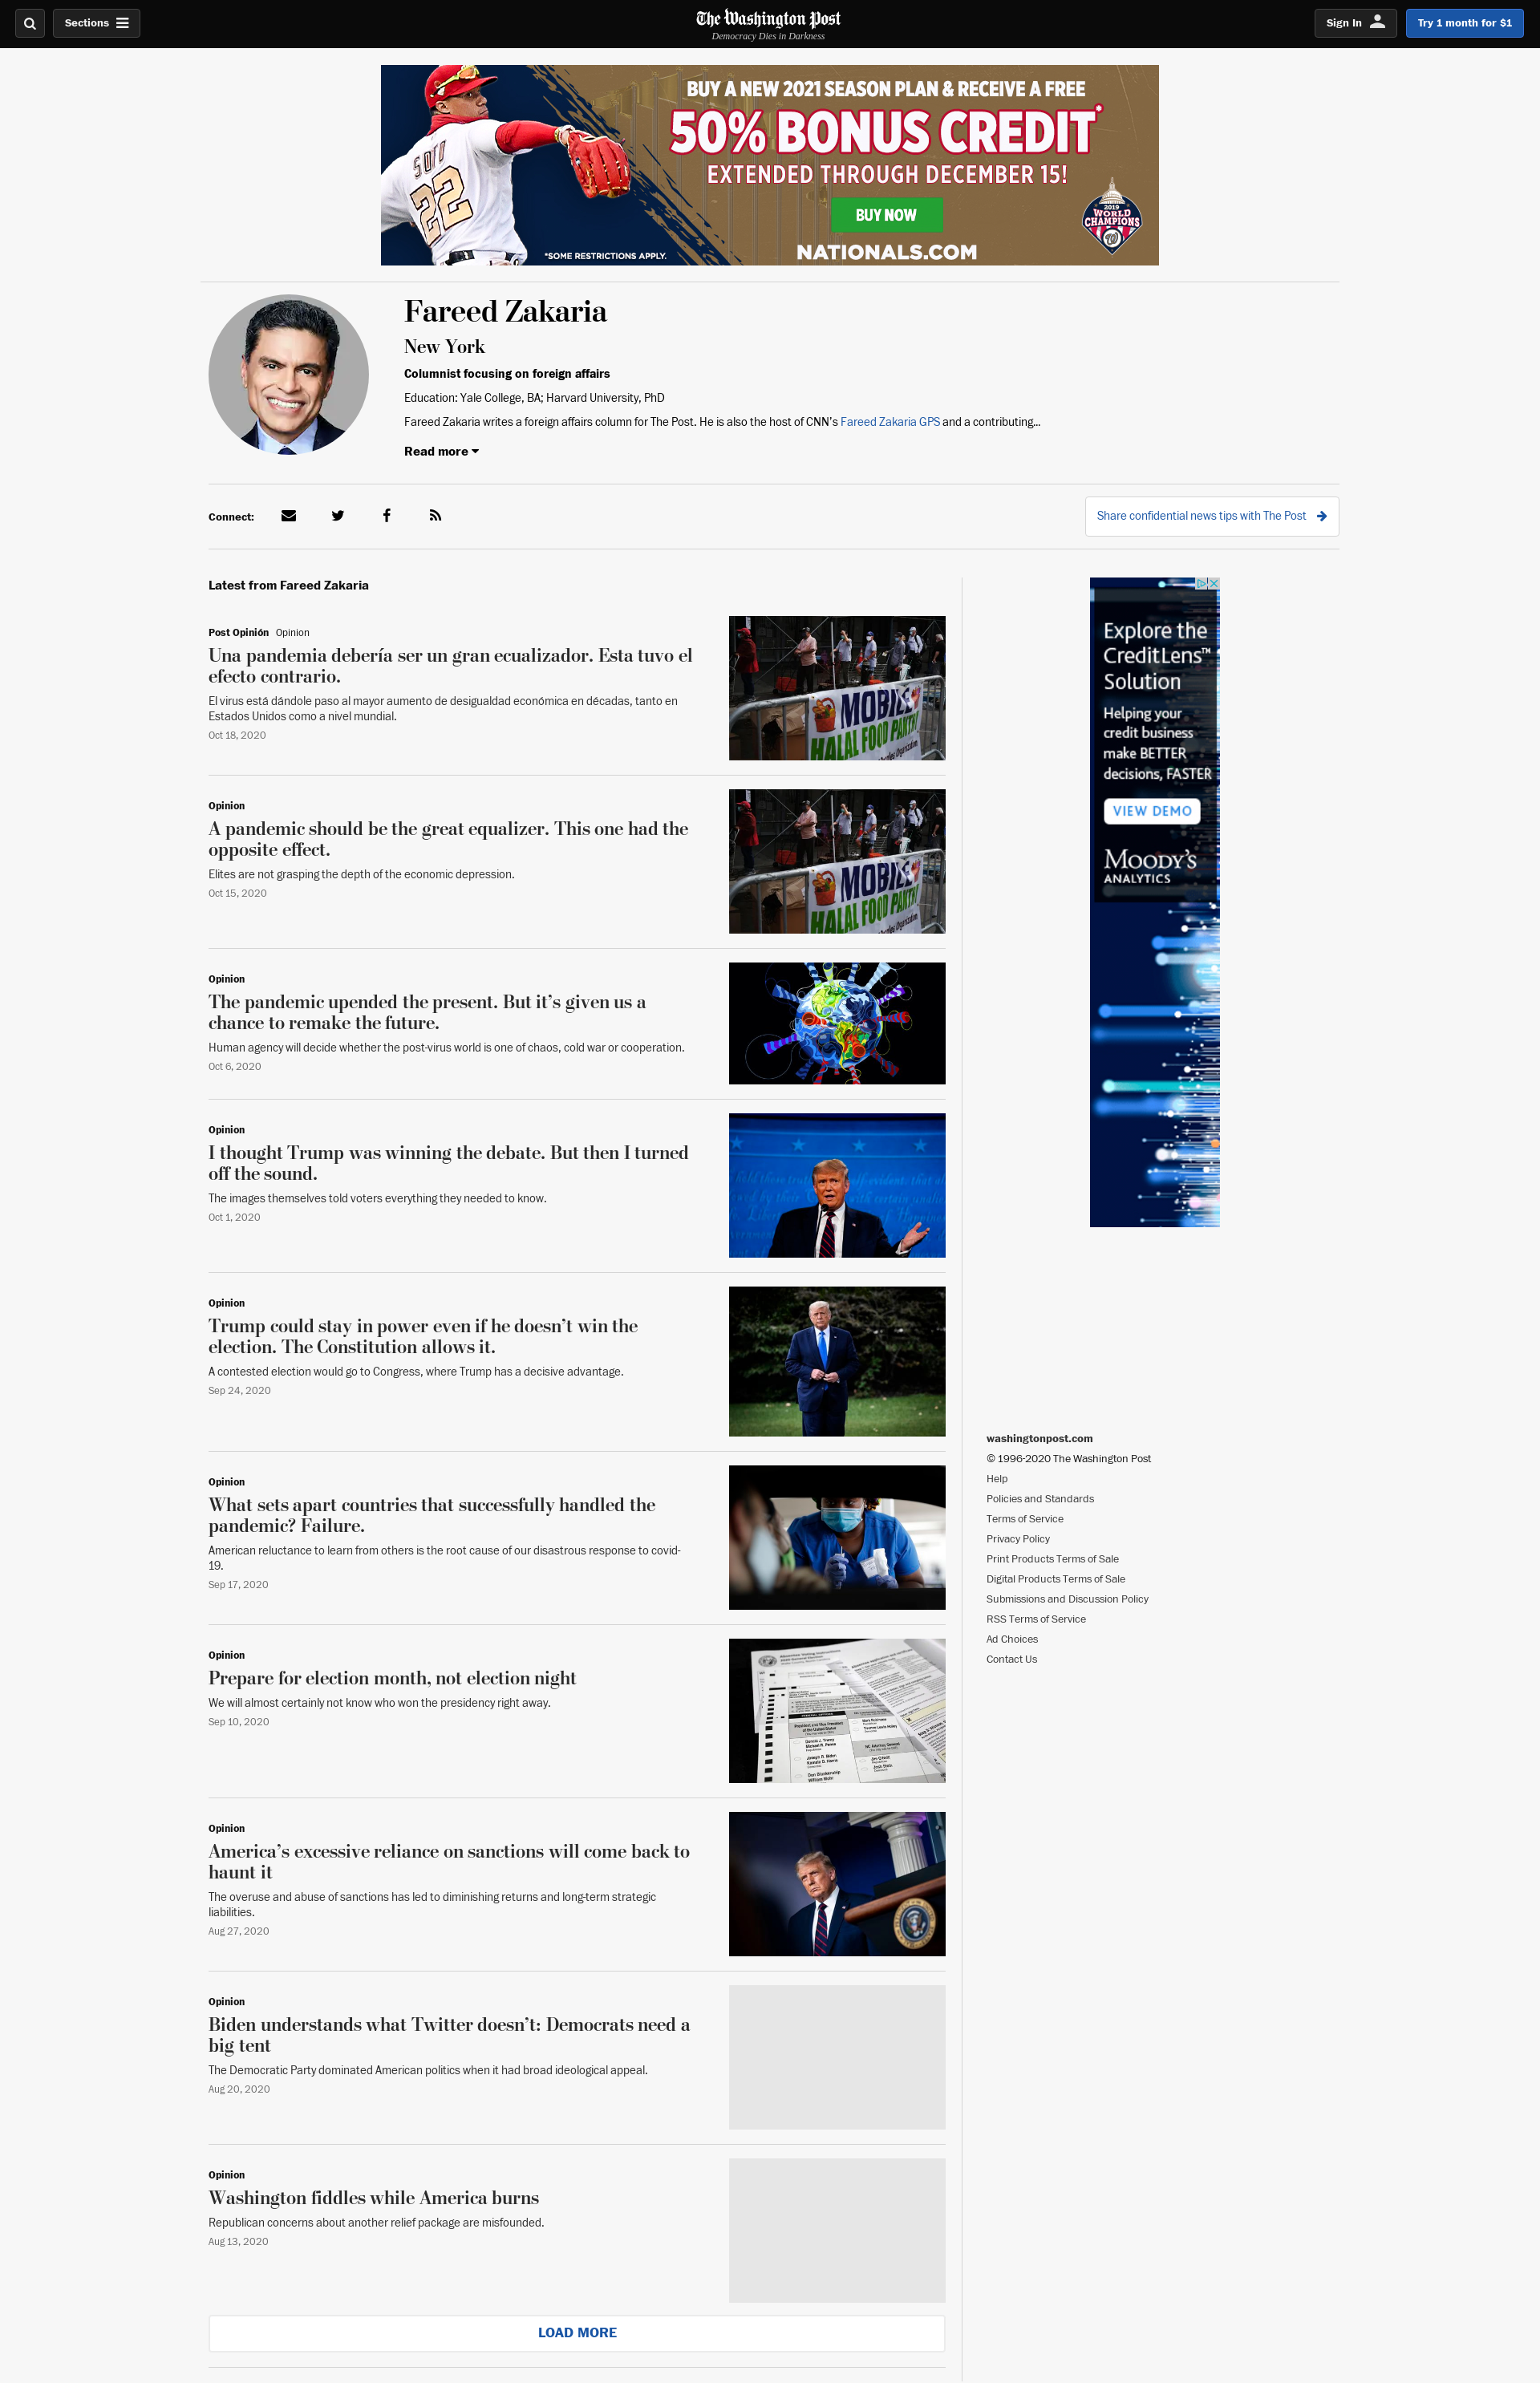 Sections
The Washington Post
Democracy Dies in Darkness
Sign In
Try 1 month for $1
BUY A NEW 2021 SEASON PLAN & RECEIVE A FREE
50% BONUS CREDIT*
EXTENDED THROUGH DECEMBER 15!
BUY NOW
*SOME RESTRICTIONS APPLY.
NATIONALS.COM
SOTO
22
2019
WORLD
CHAMPIONS
W
Fareed Zakaria
New York
Columnist focusing on foreign affairs
Education: Yale College, BA; Harvard University, PhD
Fareed Zakaria writes a foreign affairs column for The Post. He is also the host of CNN’s Fareed Zakaria GPS and a contributing...
Read more
Connect:
Share confidential news tips with The Post
Latest from Fareed Zakaria
Post Opinión Opinion
Una pandemia debería ser un gran ecualizador. Esta tuvo el
efecto contrario.
El virus está dándole paso al mayor aumento de desigualdad económica en décadas, tanto en
Estados Unidos como a nivel mundial.
Oct 18, 2020
MOBILE
HALAL FOOD PANTRY
Opinion
A pandemic should be the great equalizer. This one had the
opposite effect.
Elites are not grasping the depth of the economic depression.
Oct 15, 2020
MOBILE
HALAL FOOD PANTRY
Opinion
The pandemic upended the present. But it’s given us a
chance to remake the future.
Human agency will decide whether the post-virus world is one of chaos, cold war or cooperation.
Oct 6, 2020
Opinion
I thought Trump was winning the debate. But then I turned
off the sound.
The images themselves told voters everything they needed to know.
Oct 1, 2020
Opinion
Trump could stay in power even if he doesn’t win the
election. The Constitution allows it.
A contested election would go to Congress, where Trump has a decisive advantage.
Sep 24, 2020
Opinion
What sets apart countries that successfully handled the
pandemic? Failure.
American reluctance to learn from others is the root cause of our disastrous response to covid-
19.
Sep 17, 2020
Opinion
Prepare for election month, not election night
We will almost certainly not know who won the presidency right away.
Sep 10, 2020
Opinion
America’s excessive reliance on sanctions will come back to
haunt it
The overuse and abuse of sanctions has led to diminishing returns and long-term strategic
liabilities.
Aug 27, 2020
Opinion
Biden understands what Twitter doesn’t: Democrats need a
big tent
The Democratic Party dominated American politics when it had broad ideological appeal.
Aug 20, 2020
Opinion
Washington fiddles while America burns
Republican concerns about another relief package are misfounded.
Aug 13, 2020
LOAD MORE
Explore the
CreditLens™
Solution
Helping your
credit business
make BETTER
decisions, FASTER
VIEW DEMO
MOODY'S
ANALYTICS
washingtonpost.com
© 1996-2020 The Washington Post
Help
Policies and Standards
Terms of Service
Privacy Policy
Print Products Terms of Sale
Digital Products Terms of Sale
Submissions and Discussion Policy
RSS Terms of Service
Ad Choices
Contact Us